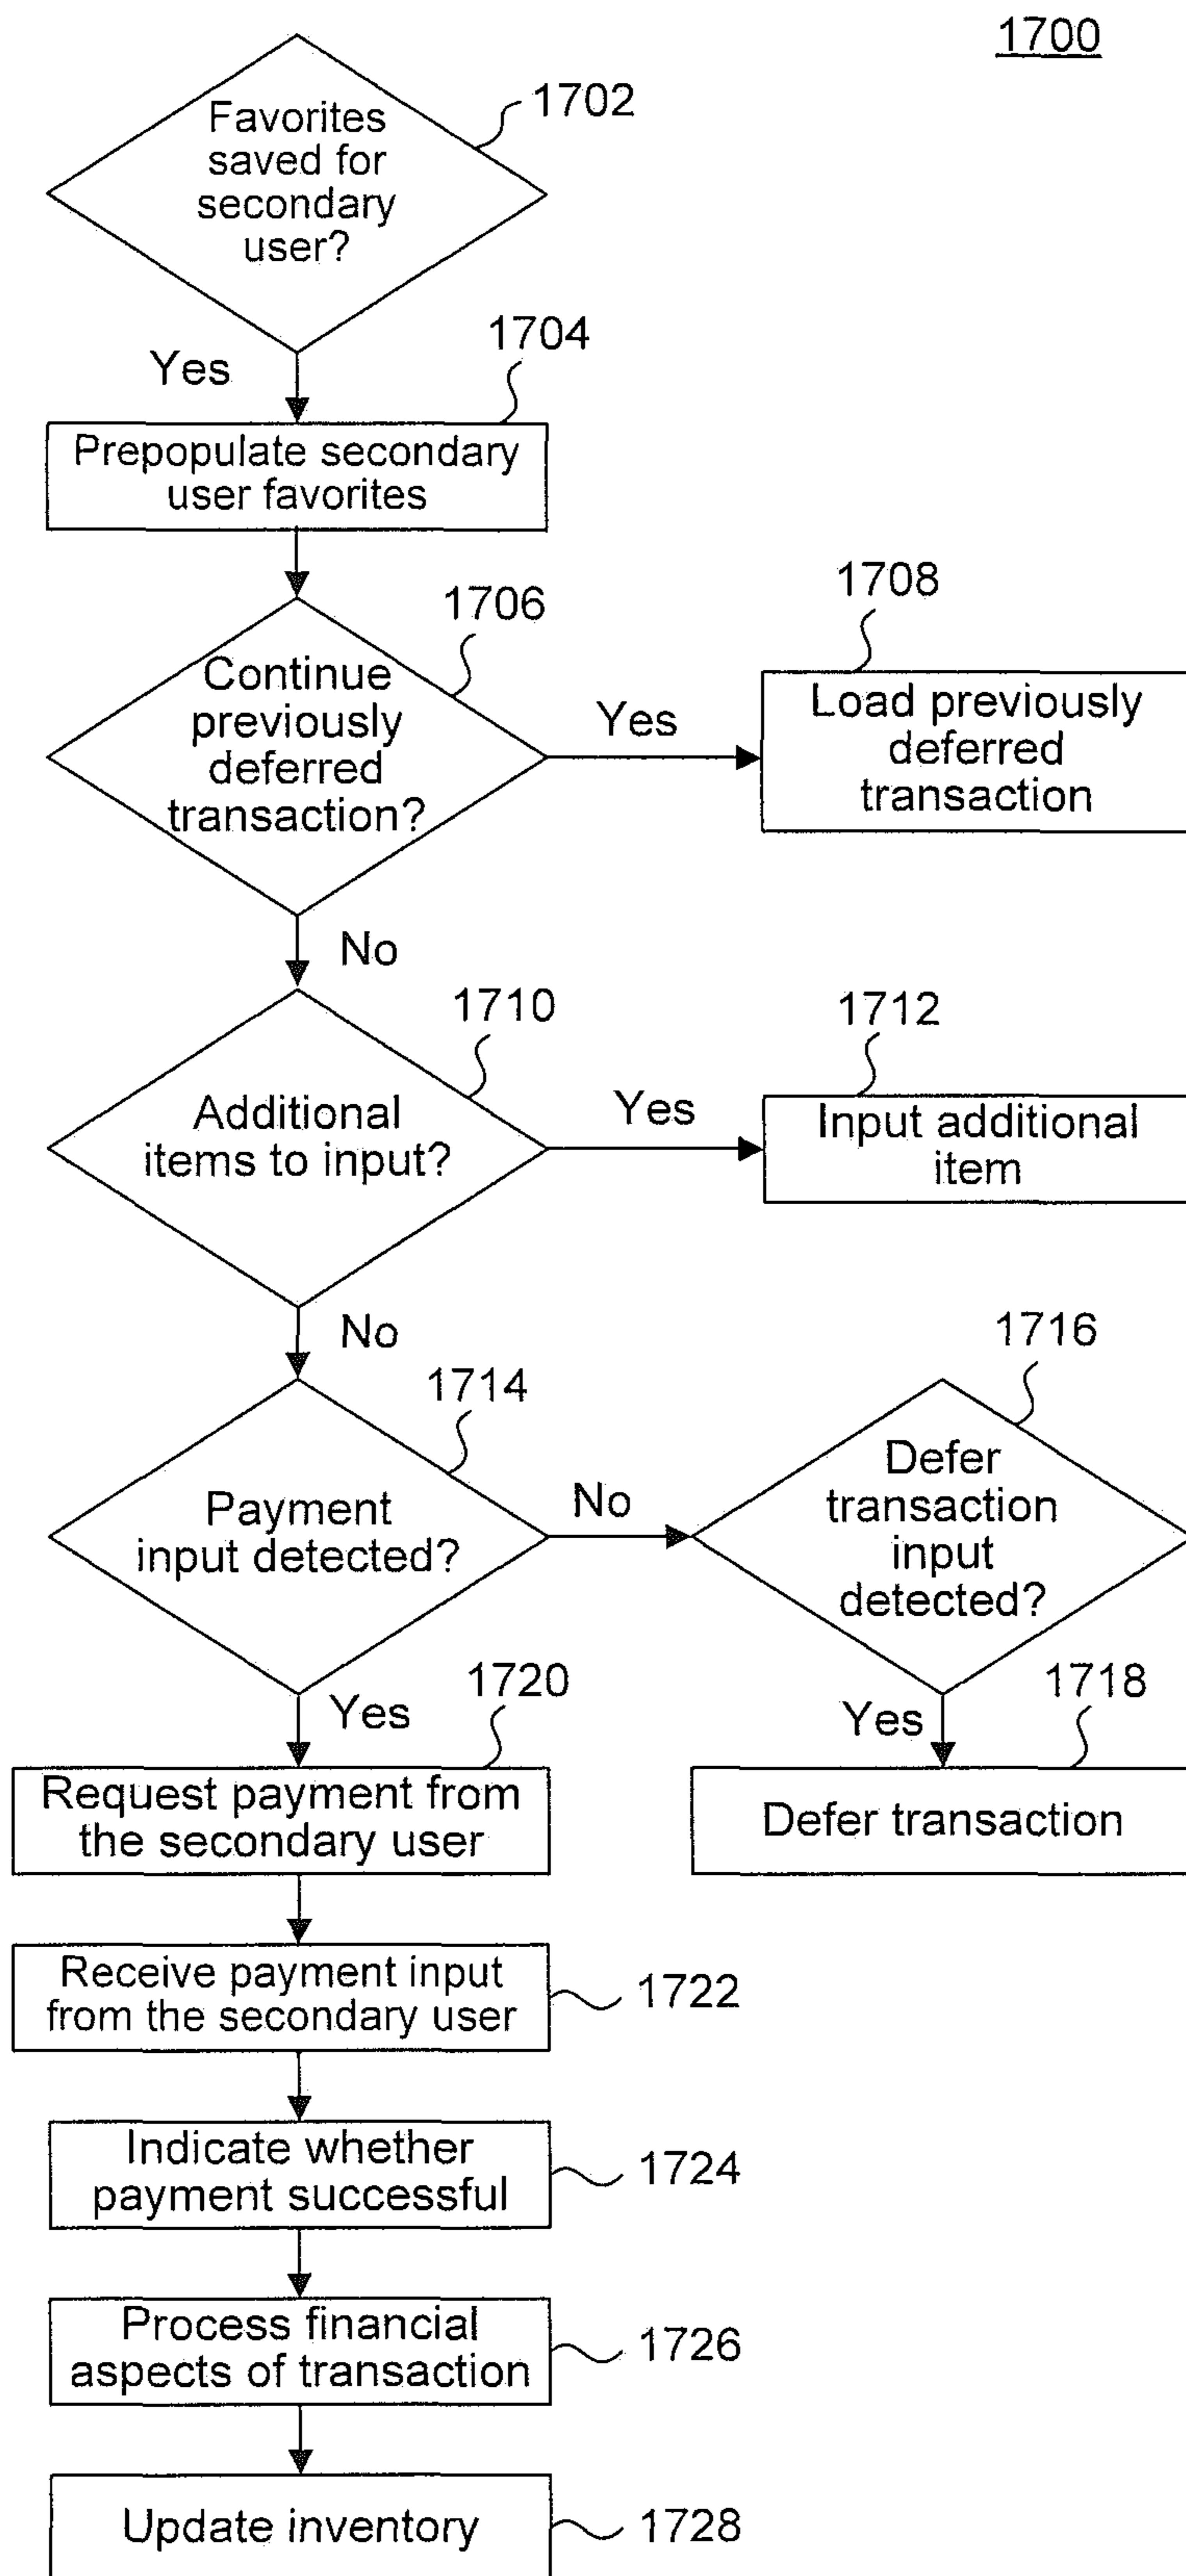 1700
Favorites
saved for
secondary
user?
1702
Yes
1704
Prepopulate secondary
user favorites
1706
Continue
previously
deferred
transaction?
Yes
1708
Load previously
deferred
transaction
No
1710
Additional
items to input?
Yes
1712
Input additional
item
No
1714
Payment
input detected?
No
1716
Defer
transaction
input
detected?
Yes
1720
Request payment from
the secondary user
Yes
1718
Defer transaction
Receive payment input
from the secondary user
1722
Indicate whether
payment successful
1724
Process financial
aspects of transaction
1726
Update inventory
1728